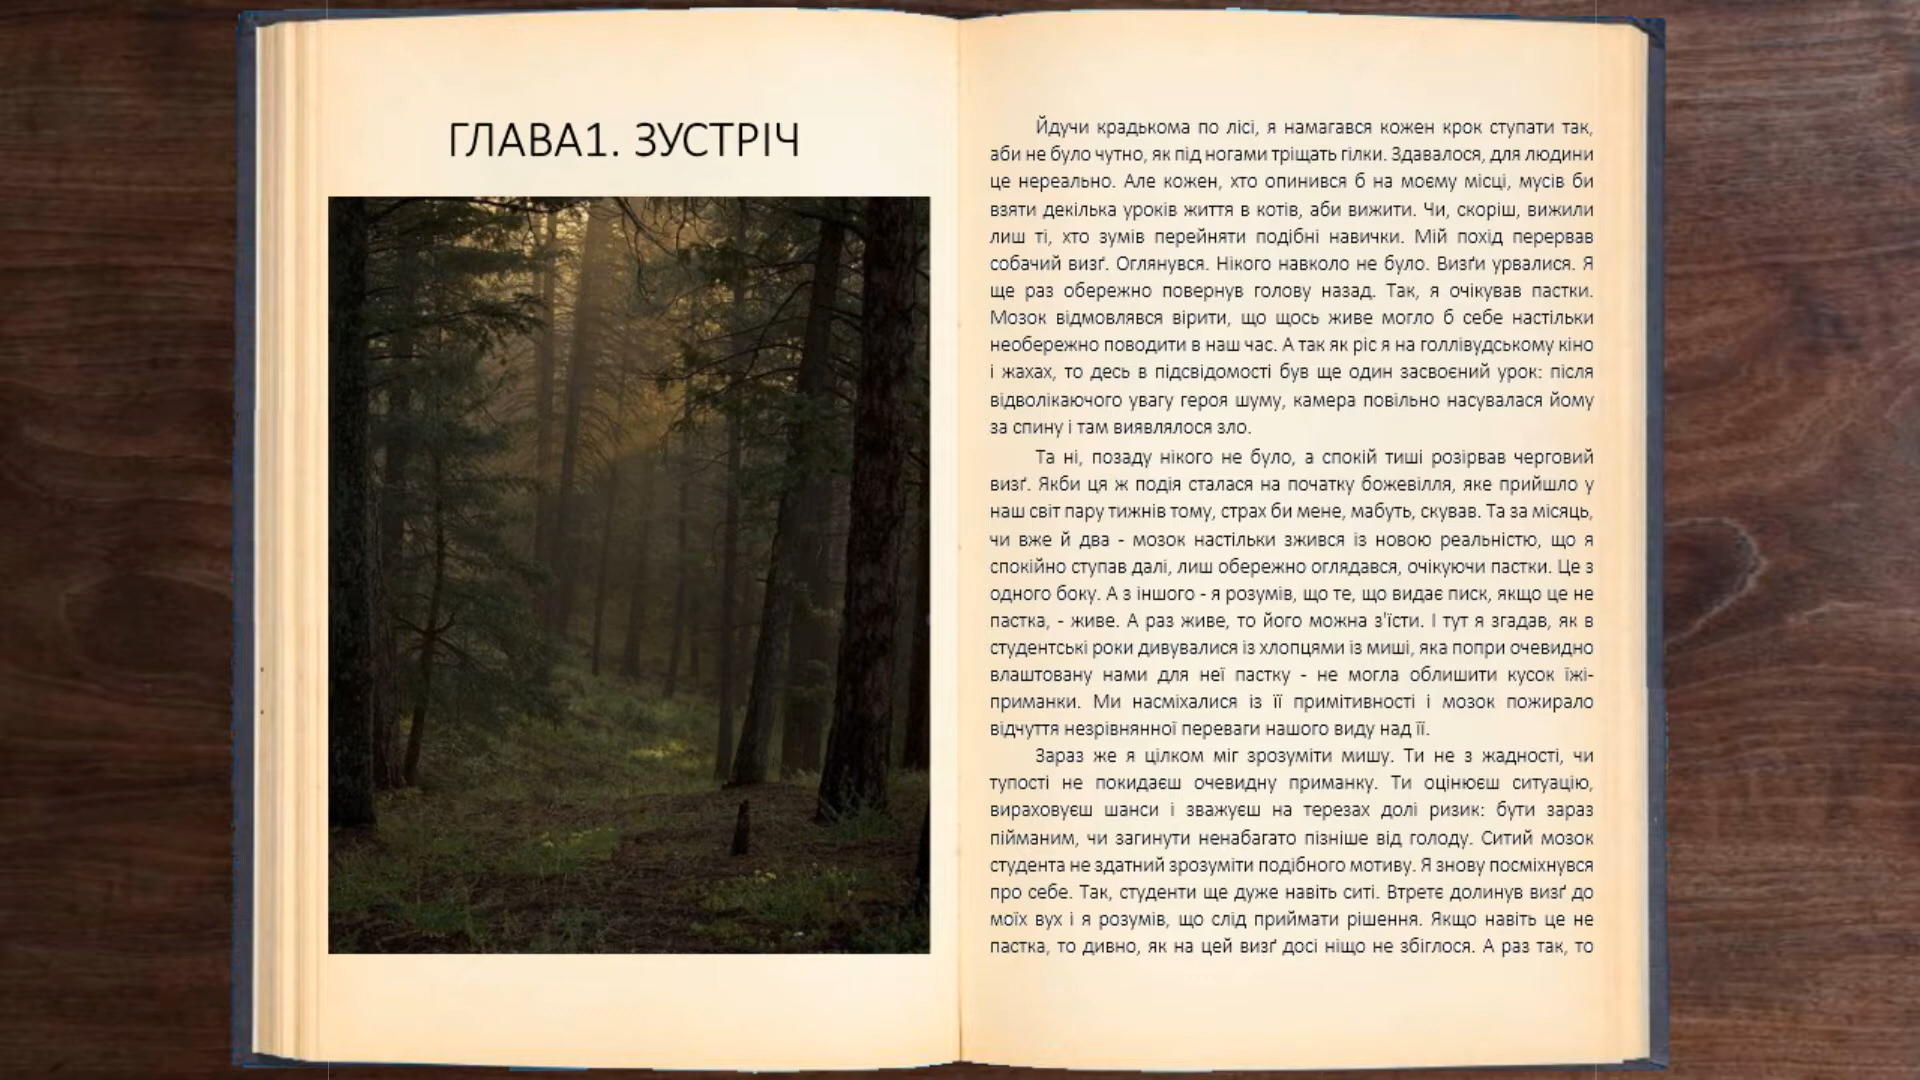 ГЛАВА1. ЗУСТРІЧ
Йдучи крадькома по лісі, я намагався кожен крок ступати так,
аби не було чутно, як під ногами тріщать гілки. Здавалося, для людини
це нереально. Але кожен, хто опинився б на моєму місці, мусів би
взяти декілька уроків життя в котів, аби вижити. Чи, скоріш, вижили
лиш ті, хто зумів перейняти подібні навички. Мій похід перервав
собачий визґ. Оглянувся. Нікого навколо не було. Визґи урвалися. Я
ще раз обережно повернув голову назад. Так, я очікував пастки.
Мозок відмовлявся вірити, що щось живе могло б себе настільки
необережно поводити в наш час. А так як ріс я на голлівудському кіно
і жахах, то десь в підсвідомості був ще один засвоєний урок: після
відволікаючого увагу героя шуму, камера повільно насувалася йому
за спину і там виявлялося зло.
Та ні, позаду нікого не було, а спокій тиші розірвав черговий
визґ. Якби ця ж подія сталася на початку божевілля, яке прийшло у
наш світ пару тижнів тому, страх би мене, мабуть, скував. Та за місяць,
чи вже й два - мозок настільки зжився із новою реальністю, що я
спокійно ступав далі, лиш обережно оглядався, очікуючи пастки. Це з
одного боку. А з іншого - я розумів, що те, що видає писк, якщо це не
пастка, - живе. А раз живе, то його можна з'їсти. І тут я згадав, як в
студентські роки дивувалися із хлопцями із миші, яка попри очевидно
влаштовану нами для неї пастку - не могла облишити кусок їжі-
приманки. Ми насміхалися із її примітивності і мозок пожирало
відчуття незрівнянної переваги нашого виду над її.
Зараз же я цілком міг зрозуміти мишу. Ти не з жадності, чи
тупості не покидаєш очевидну приманку. Ти оцінюєш ситуацію,
вираховуєш шанси і зважуєш на терезах долі ризик: бути зараз
пійманим, чи загинути ненабагато пізніше від голоду. Ситий мозок
студента не здатний зрозуміти подібного мотиву. Я знову посміхнувся
про себе. Так, студенти ще дуже навіть ситі. Втретє долинув визґ до
моїх вух і я розумів, що слід приймати рішення. Якщо навіть це не
пастка, то дивно, як на цей визґ досі ніщо не збіглося. А раз так, то